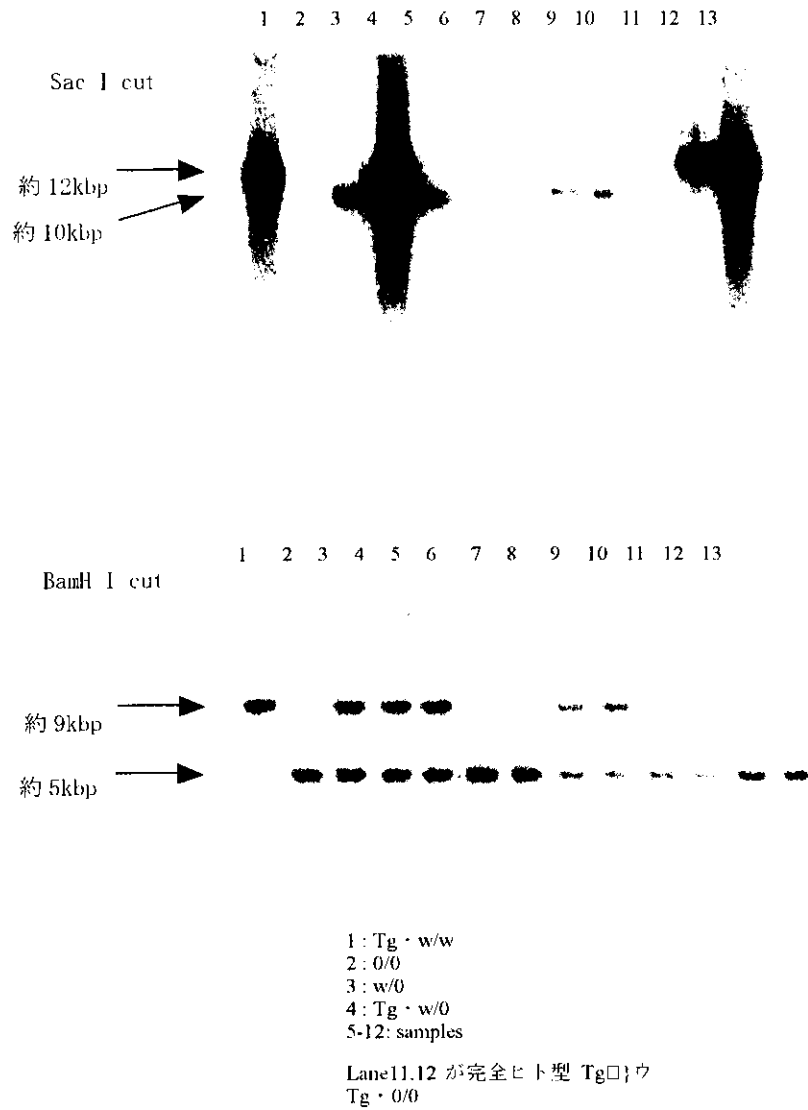 1 2 3 4 5 6 7 8 9 10 11 12 13
Sac I cut
約 12kbp
約 10kbp
1 2 3 4 5 6 7 8 9 10 11 12 13
BamH I cut
約 9kbp
約 5kbp
1 : Tg・w/w
2 : 0/0
3 : w/0
4 : Tg・w/0
5-12: samples
Lane11.12 が完全ヒト型 Tg□}ウ
Tg・0/0